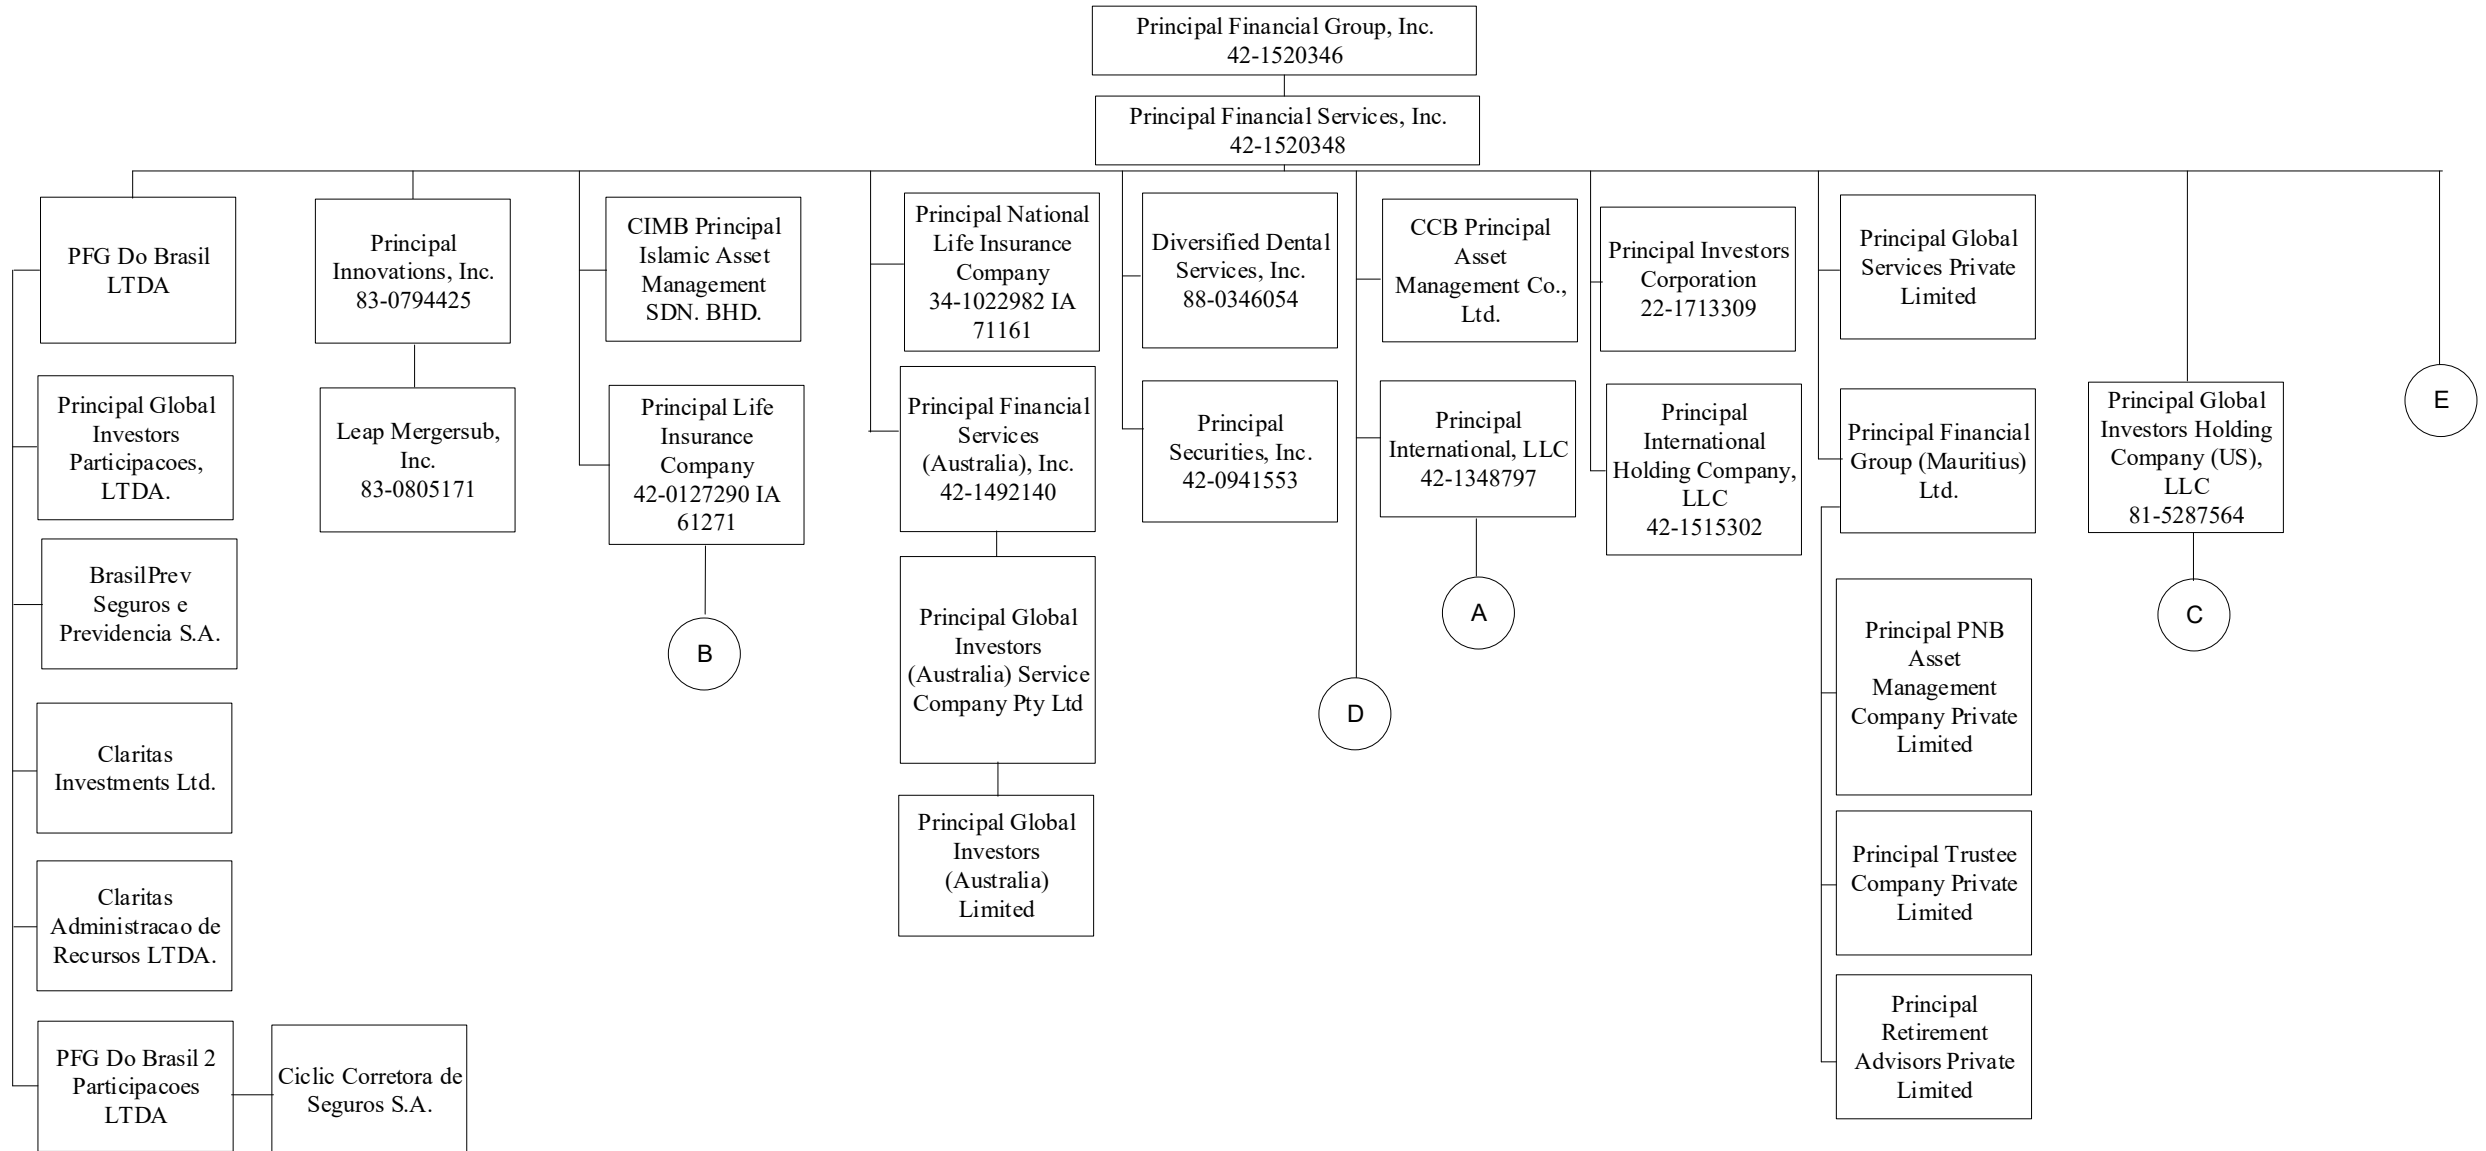 Principal Financial Group, Inc.
42-1520346
Principal Financial Services, Inc.
42-1520348
PFG Do Brasil
LTDA
Principal
Innovations, Inc.
83-0794425
CIMB Principal
Islamic Asset
Management
SDN. BHD.
Principal National
Life Insurance
Company
34-1022982 IA
71161
Diversified Dental
Services, Inc.
88-0346054
CCB Principal
Asset
Management Co.,
Ltd.
Principal Investors
Corporation
22-1713309
Principal Global
Services Private
Limited
Principal Global
Investors
Participacoes,
LTDA.
Leap Mergersub,
Inc.
83-0805171
Principal Life
Insurance
Company
42-0127290 IA
61271
Principal Financial
Services
(Australia), Inc.
42-1492140
Principal
Securities, Inc.
42-0941553
Principal
International, LLC
42-1348797
Principal
International
Holding Company,
LLC
42-1515302
Principal Financial
Group (Mauritius)
Ltd.
Principal Global
Investors Holding
Company (US),
LLC
81-5287564
E
BrasilPrev
Seguros e
Previdencia S.A.
B
Principal Global
Investors
(Australia) Service
Company Pty Ltd
D
A
Principal PNB
Asset
Management
Company Private
Limited
C
Claritas
Investments Ltd.
Principal Global
Investors
(Australia)
Limited
Principal Trustee
Company Private
Limited
Claritas
Administracao de
Recursos LTDA.
Principal
Retirement
Advisors Private
Limited
PFG Do Brasil 2
Participacoes
LTDA
Ciclic Corretora de
Seguros S.A.